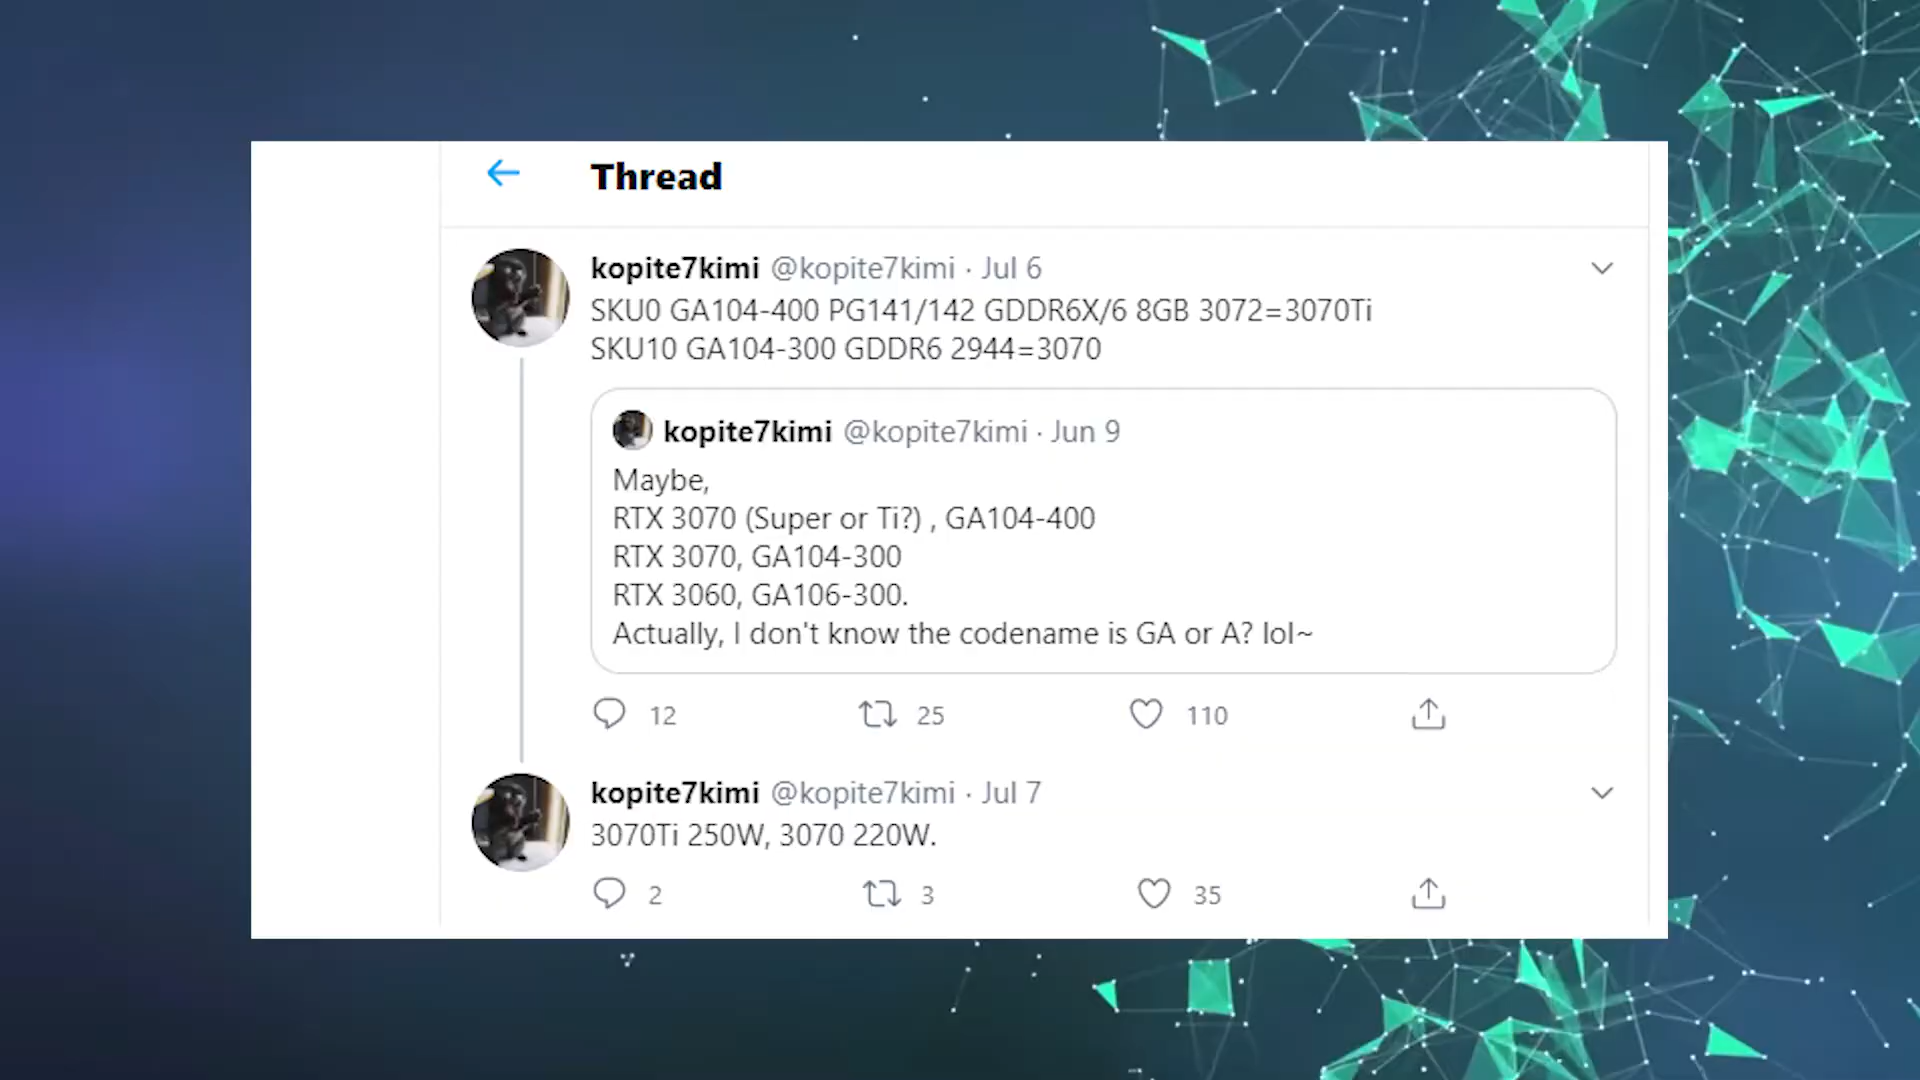 Thread
kopite7kimi @kopite7kimi · Jul 6
SKU0 GA104-400 PG141/142 GDDR6X/6 8GB 3072=3070Ti
SKU10 GA104-300 GDDR6 2944=3070
kopite7kimi @kopite7kimi · Jun 9
Maybe,
RTX 3070 (Super or Ti?) , GA104-400
RTX 3070, GA104-300
RTX 3060, GA106-300.
Actually, I don't know the codename is GA or A? lol~
12 25 110
kopite7kimi @kopite7kimi · Jul 7
3070Ti 250W, 3070 220W.
2 3 35